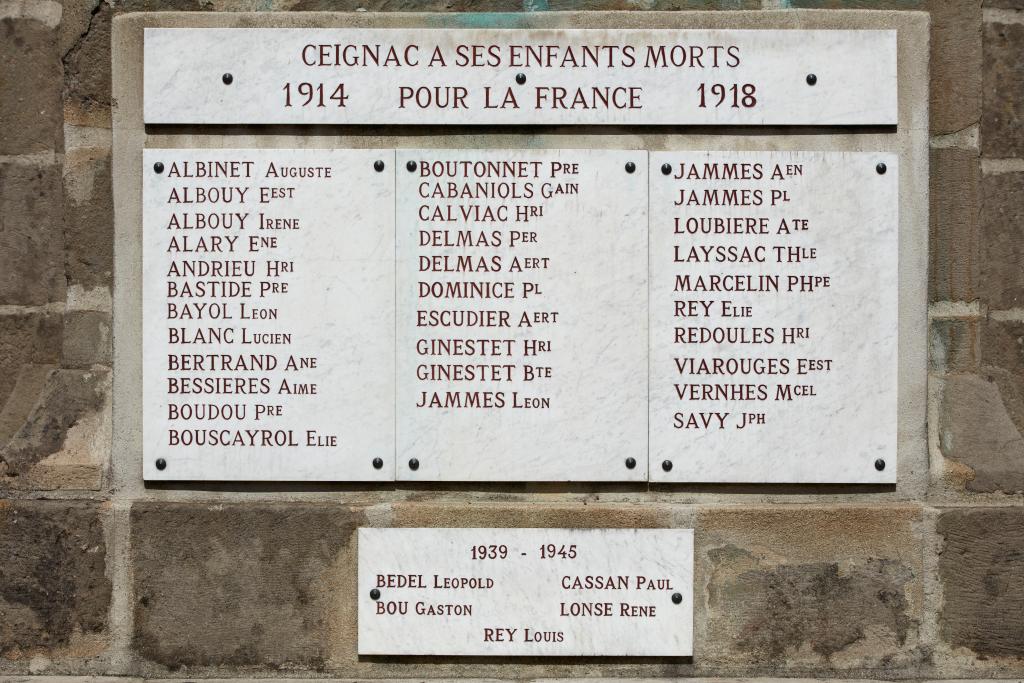 CEIGNAC A SES ENFANTS MORTS
1914 POUR LA FRANCE 1918
ALBINET AUGUSTE
ALBOUY EEST
ALBOUY IRENE
ALARY ENE
ANDRIEU HRI
BASTIDE PRE
BAYOL LEON
BLANC LUCIEN
BERTRAND ANE
BESSIERES AIME
BOUDOU PRE
BOUSCAYROL ELIE
BOUTONNET PRE
CABANIOLS GAIN
CALVIAC HRI
DELMAS PER
DELMAS AERT
DOMINICE PL
ESCUDIER AERT
GINESTET HRI
GINESTET BTE
JAMMES LEON
JAMMES AEN
JAMMES PL
LOUBIERE ATE
LAYSSAC THLE
MARCELIN PHPE
REY ELIE
REDOULES HRI
VIAROUGES EEST
VERNHES MCEL
SAVY JPH
1939 - 1945
BEDEL LEOPOLD CASSAN PAUL
BOU GASTON LONSE RENE
REY LOUIS